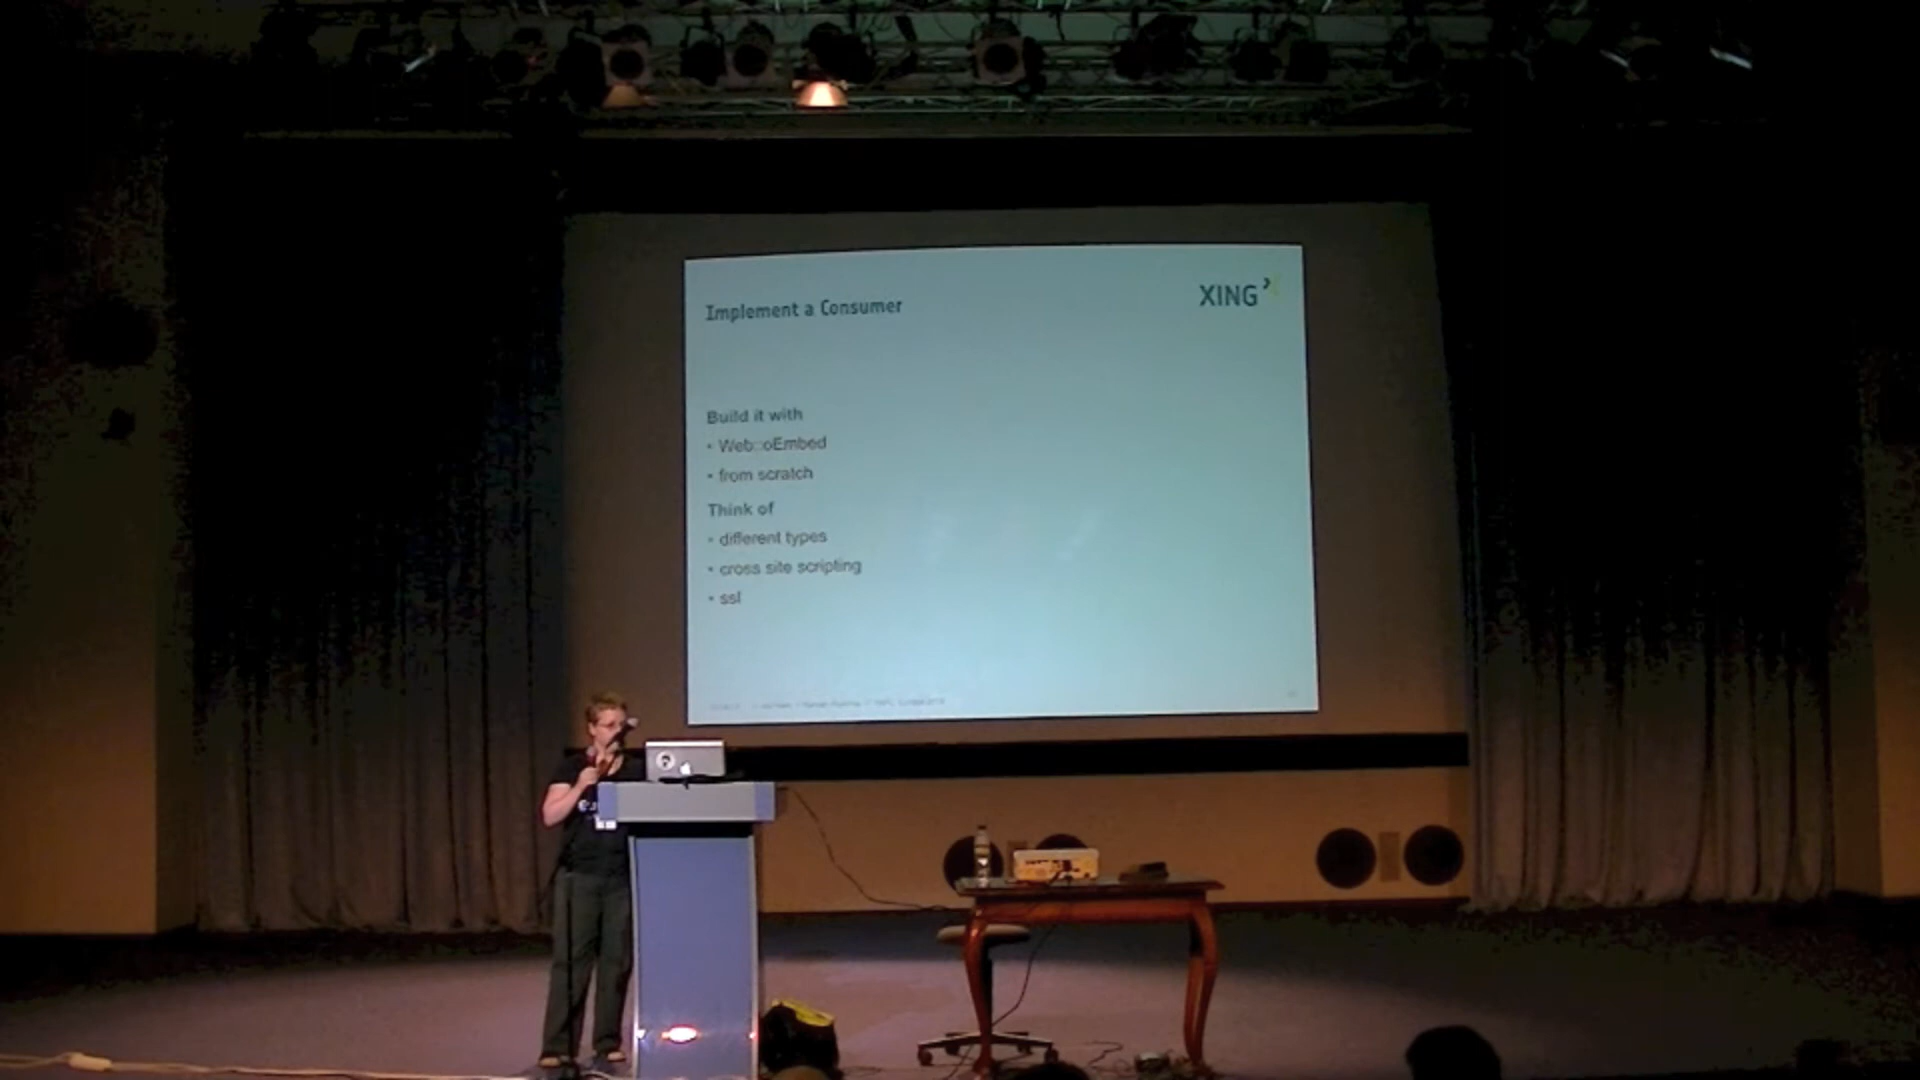 XING
Implement a Consumer
Build it with
• Web::oEmbed
• from scratch
Think of
• different types
• cross site scripting
• ssl